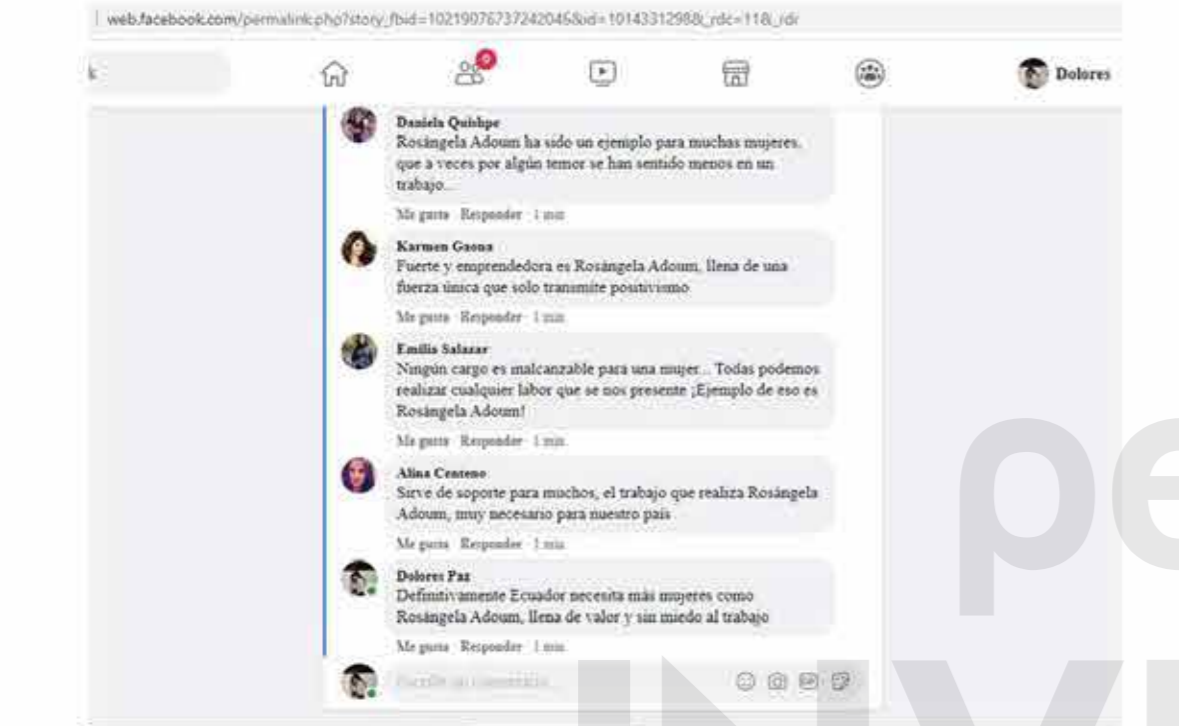 web.facebook.com/permalink.php?story_fbid=10219076737242045&id=1014331298&_rdc=1&_rdr
k
Dolores
Daniela Quishpe
Rosángela Adoum ha sido un ejemplo para muchas mujeres,
que a veces por algún temor se han sentido menos en un
trabajo...
Me gusta · Responder · 1 min
Karmen Gaona
Fuerte y emprendedora es Rosángela Adoum, llena de una
fuerza única que solo transmite positivismo
Me gusta · Responder · 1 min
Emilia Salazar
Ningún cargo es inalcanzable para una mujer... Todas podemos
realizar cualquier labor que se nos presente ¡Ejemplo de eso es
Rosángela Adoum!
Me gusta · Responder · 1 min
Alina Centeno
Sirve de soporte para muchos, el trabajo que realiza Rosángela
Adoum, muy necesario para nuestro país
Me gusta · Responder · 1 min
Dolores Paz
Definitivamente Ecuador necesita más mujeres como
Rosángela Adoum, llena de valor y sin miedo al trabajo
Me gusta · Responder · 1 min
Escribe un comentario...
GIF
pe
INVI